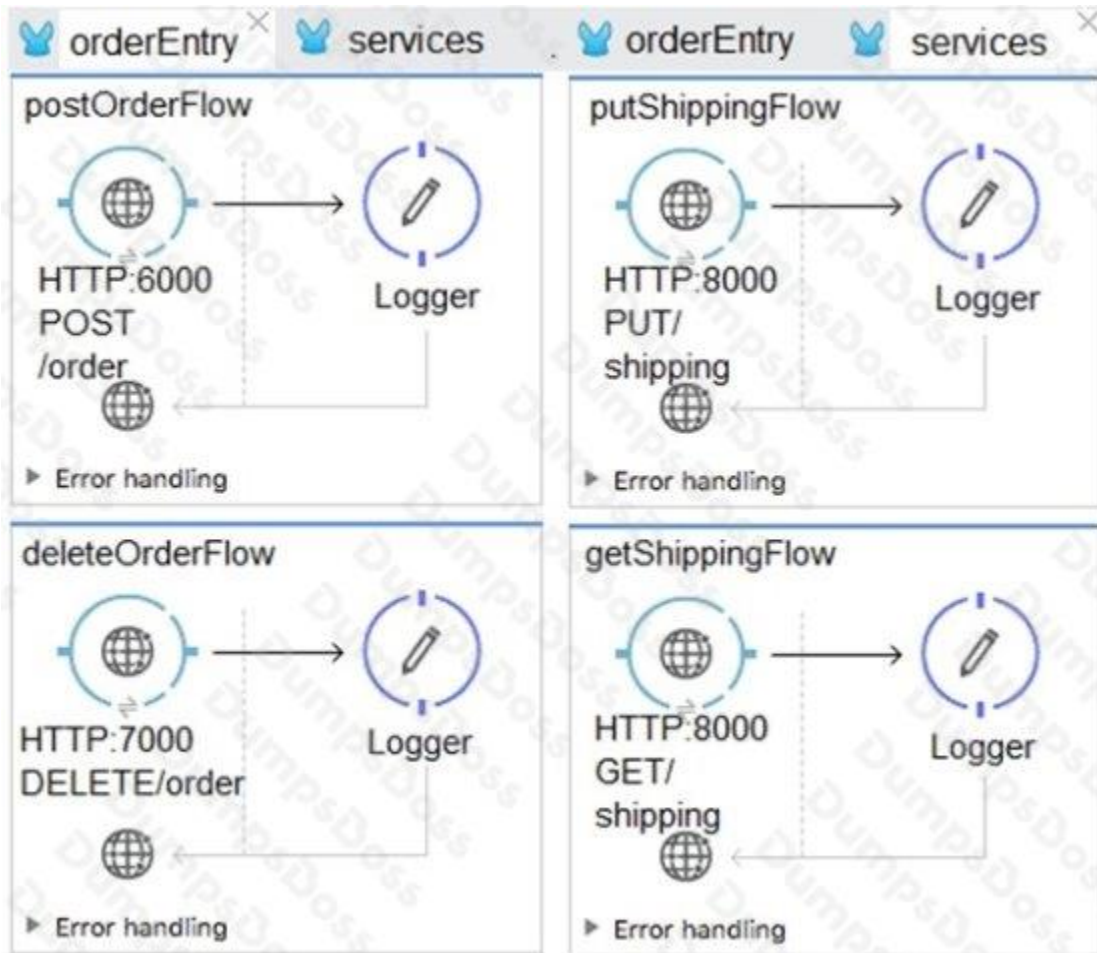 orderEntry services orderEntry services
postOrderFlow
HTTP:6000
POST
/order
Logger
Error handling
putShippingFlow
HTTP:8000
PUT/
shipping
Logger
Error handling
deleteOrderFlow
HTTP:7000
DELETE/order
Logger
Error handling
getShippingFlow
HTTP:8000
GET/
shipping
Logger
Error handling
DumpsDoss